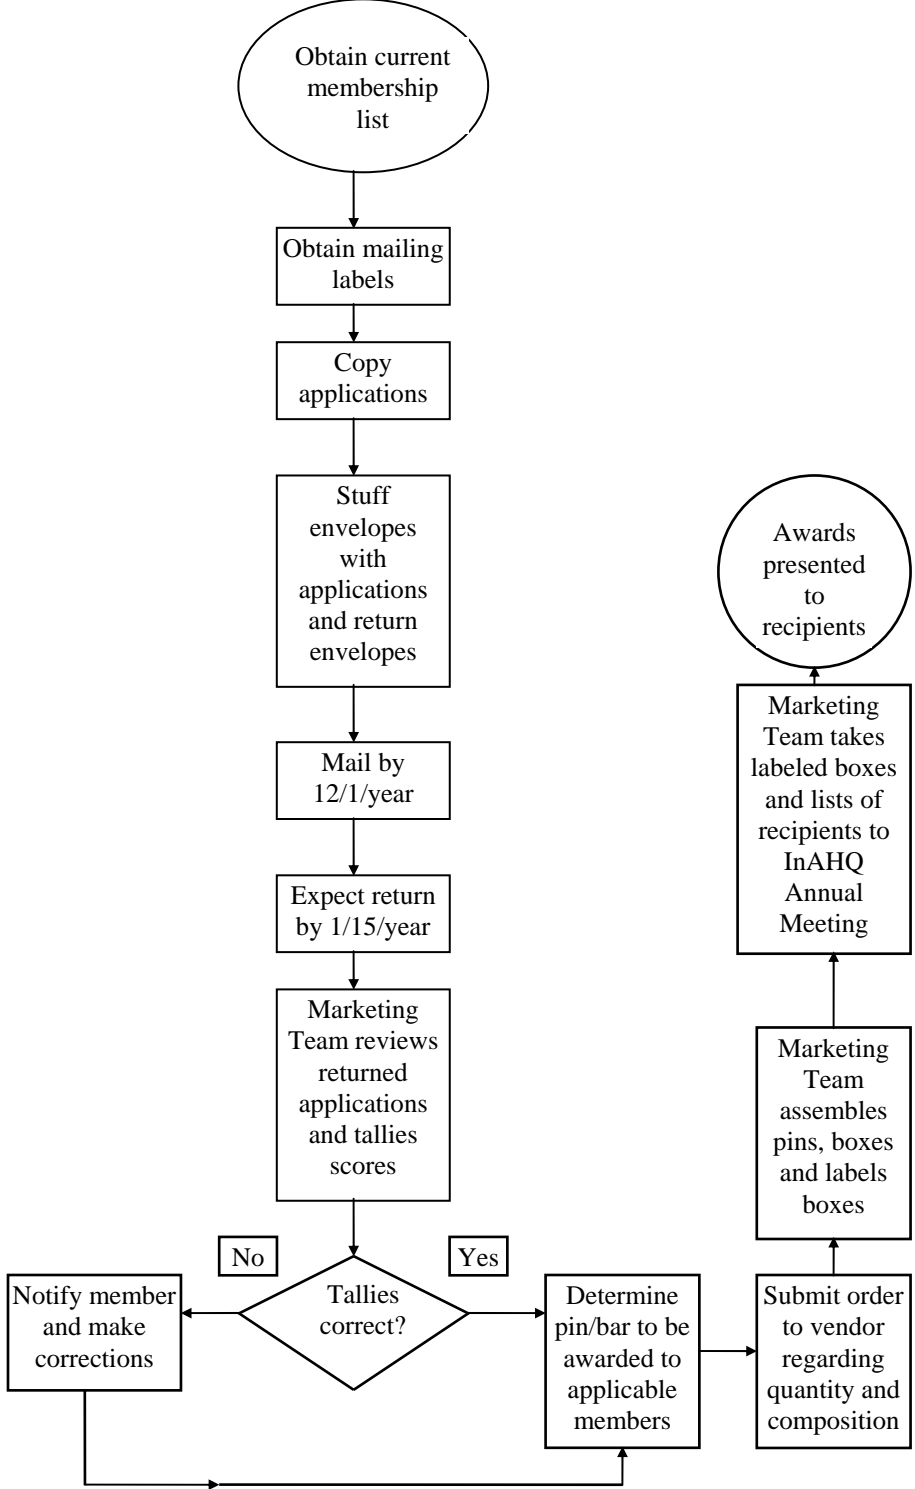 Obtain current
membership
list
Obtain mailing
labels
Copy
applications
Stuff
envelopes
with
applications
and return
envelopes
Mail by
12/1/year
Expect return
by 1/15/year
Marketing
Team reviews
returned
applications
and tallies
scores
Tallies
correct?
No
Notify member
and make
corrections
Yes
Determine
pin/bar to be
awarded to
applicable
members
Submit order
to vendor
regarding
quantity and
composition
Marketing
Team
assembles
pins, boxes
and labels
boxes
Marketing
Team takes
labeled boxes
and lists of
recipients to
InAHQ
Annual
Meeting
Awards
presented
to
recipients